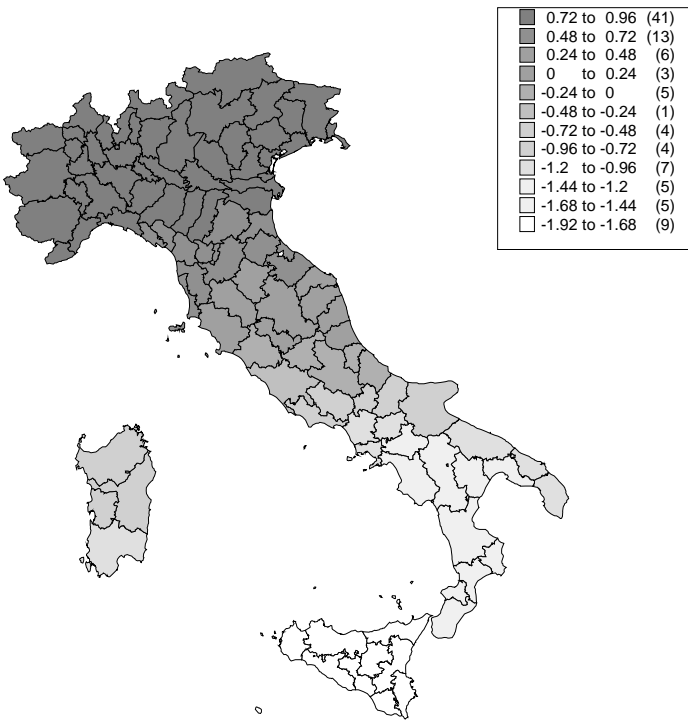 0.72 to 0.96 (41)
0.48 to 0.72 (13)
0.24 to 0.48 (6)
0 to 0.24 (3)
-0.24 to 0 (5)
-0.48 to -0.24 (1)
-0.72 to -0.48 (4)
-0.96 to -0.72 (4)
-1.2 to -0.96 (7)
-1.44 to -1.2 (5)
-1.68 to -1.44 (5)
-1.92 to -1.68 (9)